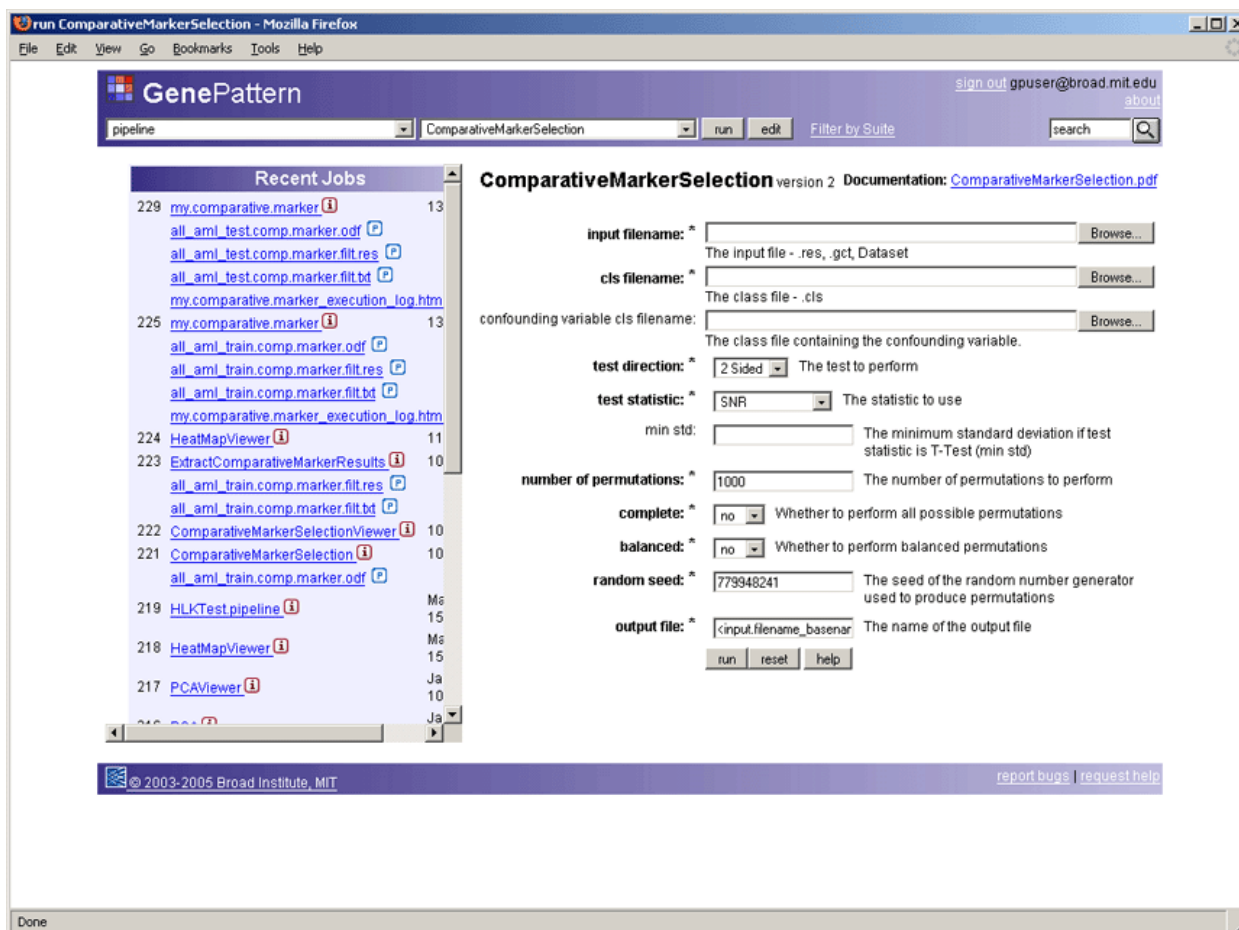 run ComparativeMarkerSelection - Mozilla Firefox
File Edit View Go Bookmarks Tools Help
GenePattern
sign out gpuser@broad.mit.edu
about
pipeline ComparativeMarkerSelection run edit Filter by Suite search
Recent Jobs
229 my.comparative.marker 13
all_aml_test.comp.marker.odf
all_aml_test.comp.marker.filt.res
all_aml_test.comp.marker.filt.txt
my.comparative.marker_execution_log.htm
225 my.comparative.marker 13
all_aml_train.comp.marker.odf
all_aml_train.comp.marker.filt.res
all_aml_train.comp.marker.filt.txt
my.comparative.marker_execution_log.htm
224 HeatMapViewer 11
223 ExtractComparativeMarkerResults 10
all_aml_train.comp.marker.filt.res
all_aml_train.comp.marker.filt.txt
222 ComparativeMarkerSelectionViewer 10
221 ComparativeMarkerSelection 10
all_aml_train.comp.marker.odf
219 HLKTest.pipeline Ma
15
218 HeatMapViewer Ma
15
217 PCAViewer Ja
10
Ja
ComparativeMarkerSelection version 2 Documentation: ComparativeMarkerSelection.pdf
input filename: * Browse...
The input file - .res, .gct, Dataset
cls filename: * Browse...
The class file - .cls
confounding variable cls filename: Browse...
The class file containing the confounding variable.
test direction: * 2 Sided The test to perform
test statistic: * SNR The statistic to use
min std: The minimum standard deviation if test
statistic is T-Test (min std)
number of permutations: * 1000 The number of permutations to perform
complete: * no Whether to perform all possible permutations
balanced: * no Whether to perform balanced permutations
random seed: * 779948241 The seed of the random number generator
used to produce permutations
output file: * <input.filename_basenar The name of the output file
run reset help
© 2003-2005 Broad Institute, MIT
report bugs | request help
Done